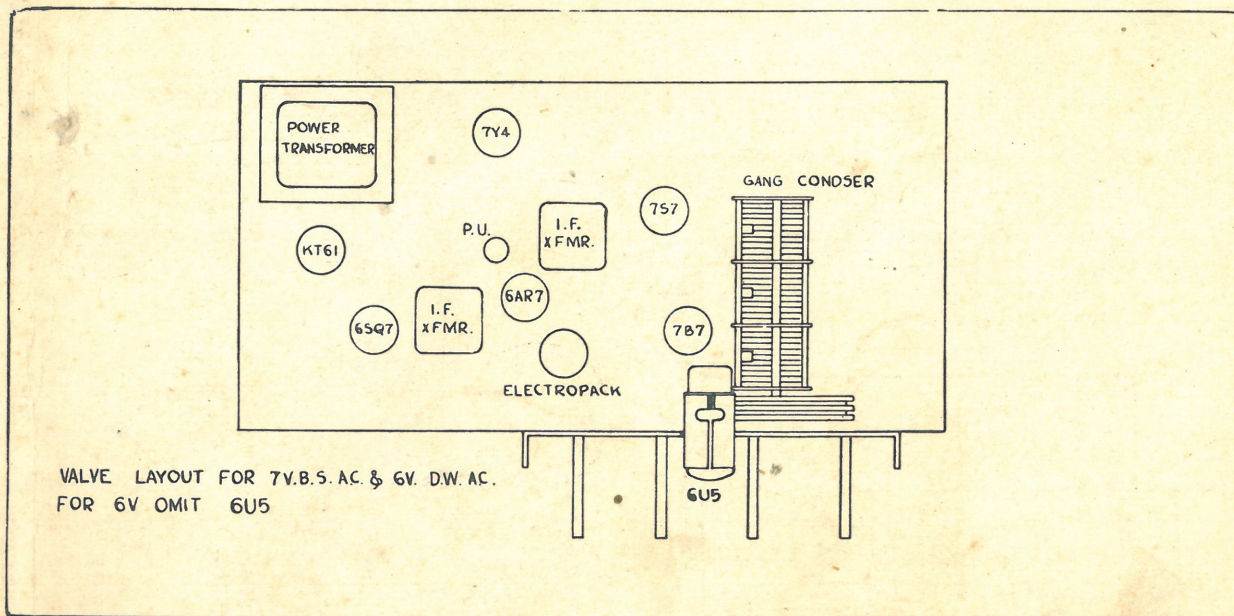 POWER
TRANSFORMER
7Y4
GANG CONDSER
7S7
P.U.
I.F.
XFMR.
KT61
6AR7
I.F.
XFMR.
6SQ7
7B7
ELECTROPACK
6U5
VALVE LAYOUT FOR 7V.B.S. AC. & 6V. D.W. AC.
FOR 6V OMIT 6U5